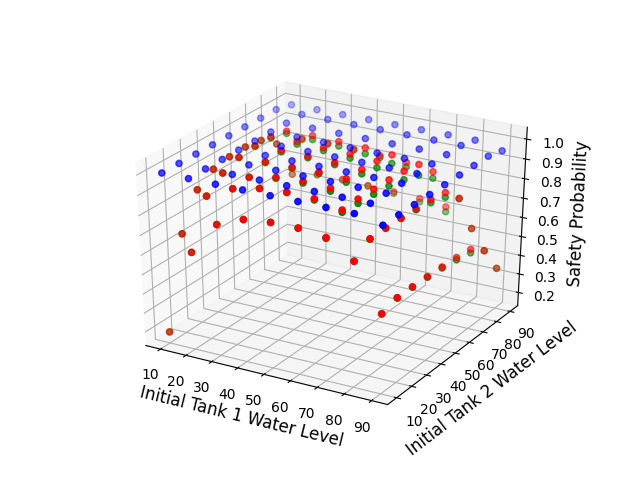 1.0
0.9
0.8
0.7
0.6
0.5
0.4
0.3
0.2
Safety Probability
10 20 30 40 50 60 70 80 90
Initial Tank 1 Water Level
10 20 30 40 50 60 70 80 90
Initial Tank 2 Water Level